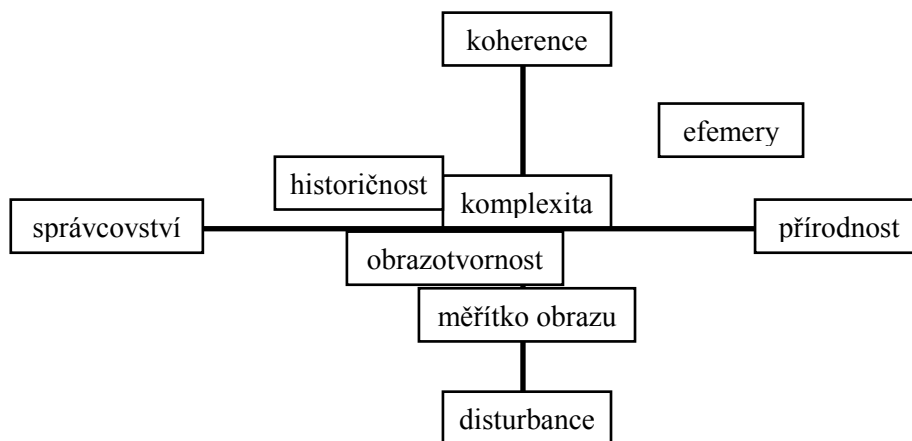 koherence
efemery
historičnost
komplexita
správcovství
přírodnost
obrazotvornost
měřítko obrazu
disturbance